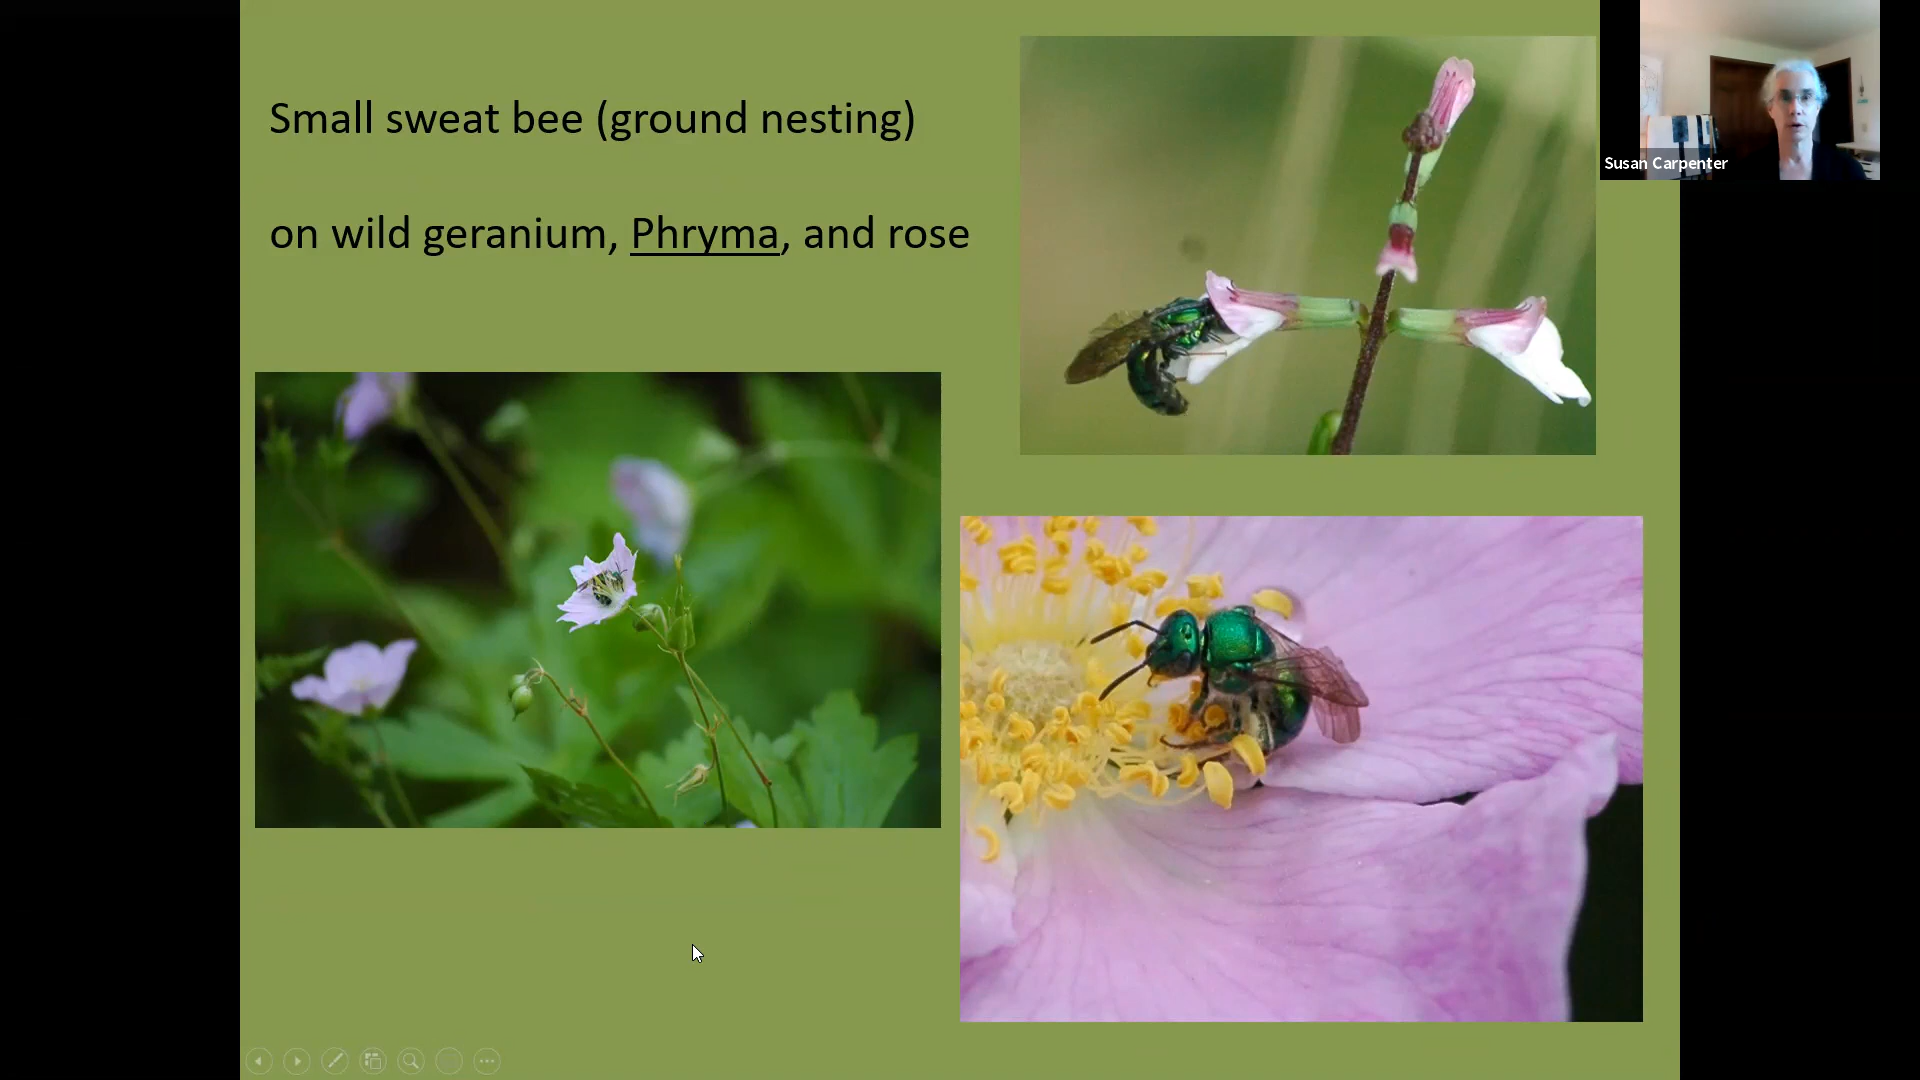 Small sweat bee (ground nesting)
on wild geranium, Phryma, and rose
Susan Carpenter